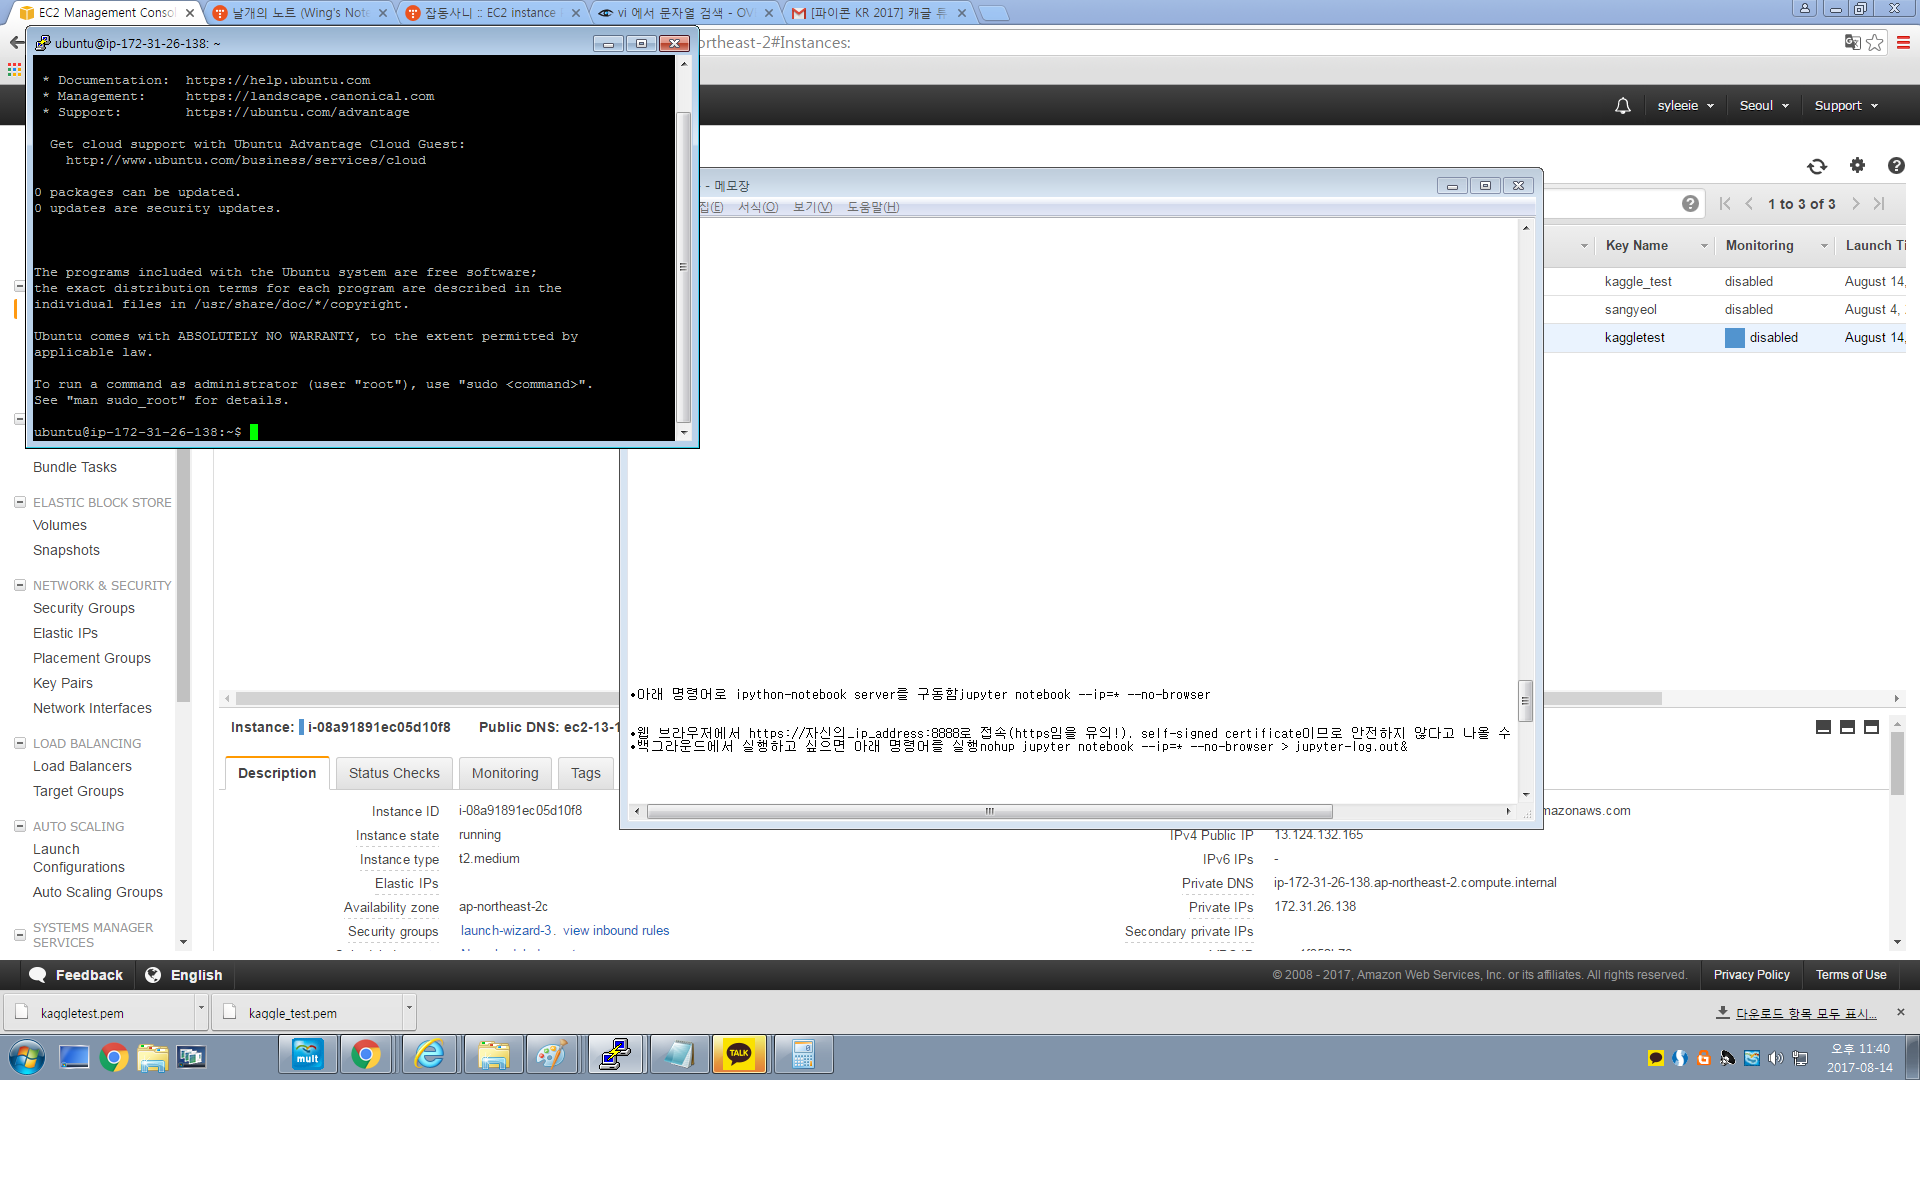 EC2 Management Consol
날개의 노트 (Wing's Note
잡동사니 :: EC2 instance
vi 에서 문자열 검색 - OV
[파이콘 KR 2017] 캐글 튜
ubuntu@ip-172-31-26-138: ~
ortheast-2#Instances:
* Documentation:  https://help.ubuntu.com
* Management:     https://landscape.canonical.com
* Support:        https://ubuntu.com/advantage
Get cloud support with Ubuntu Advantage Cloud Guest:
http://www.ubuntu.com/business/services/cloud
0 packages can be updated.
0 updates are security updates.
The programs included with the Ubuntu system are free software;
the exact distribution terms for each program are described in the
individual files in /usr/share/doc/*/copyright.
Ubuntu comes with ABSOLUTELY NO WARRANTY, to the extent permitted by
applicable law.
To run a command as administrator (user "root"), use "sudo <command>".
See "man sudo_root" for details.
ubuntu@ip-172-31-26-138:~$
syleeie
Seoul
Support
- 메모장
집(E) 서식(O) 보기(V) 도움말(H)
1 to 3 of 3
Key Name Monitoring Launch Ti
kaggle_test disabled August 14,
sangyeol disabled August 4,
kaggletest disabled August 14,
•아래 명령어로 ipython-notebook server를 구동함jupyter notebook --ip=* --no-browser
•웹 브라우저에서 https://자신의_ip_address:8888로 접속(https임을 유의!). self-signed certificate이므로 안전하지 않다고 나올 수
•백그라운드에서 실행하고 싶으면 아래 명령어를 실행nohup jupyter notebook --ip=* --no-browser > jupyter-log.out&
Bundle Tasks
ELASTIC BLOCK STORE
Volumes
Snapshots
NETWORK & SECURITY
Security Groups
Elastic IPs
Placement Groups
Key Pairs
Network Interfaces
LOAD BALANCING
Load Balancers
Target Groups
AUTO SCALING
Launch
Configurations
Auto Scaling Groups
SYSTEMS MANAGER
SERVICES
Instance: i-08a91891ec05d10f8 Public DNS: ec2-13-1
Description Status Checks Monitoring Tags
Instance ID i-08a91891ec05d10f8
Instance state running
Instance type t2.medium
Elastic IPs
Availability zone ap-northeast-2c
Security groups launch-wizard-3. view inbound rules
mazonaws.com
IPv4 Public IP 13.124.132.165
IPv6 IPs -
Private DNS ip-172-31-26-138.ap-northeast-2.compute.internal
Private IPs 172.31.26.138
Secondary private IPs
Feedback English
© 2008 - 2017, Amazon Web Services, Inc. or its affiliates. All rights reserved. Privacy Policy Terms of Use
kaggletest.pem
kaggle_test.pem
다운로드 항목 모두 표시...
mult
TALK
오후 11:40
2017-08-14